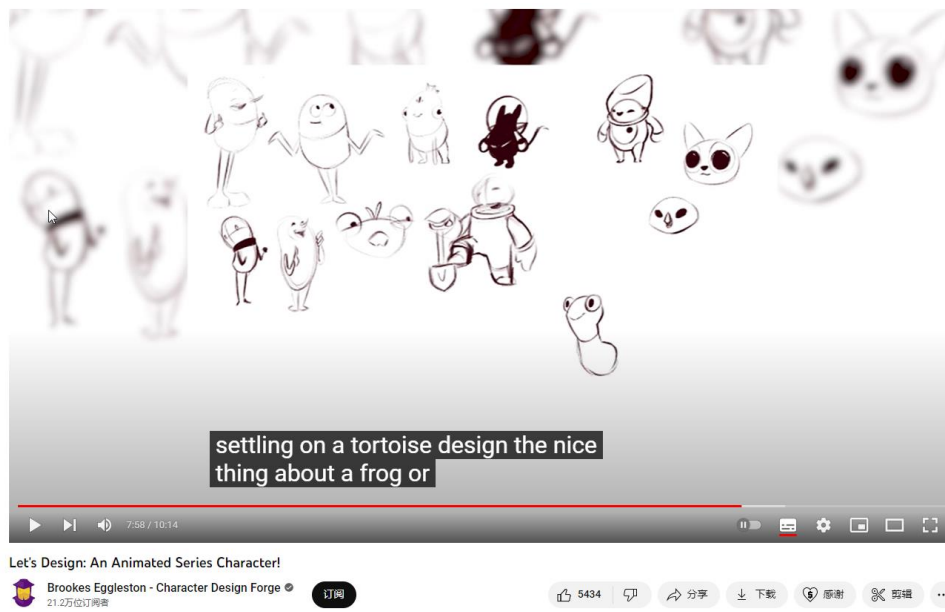 settling on a tortoise design the nice
thing about a frog or
7:58 / 10:14
Let's Design: An Animated Series Character!
Brookes Eggleston - Character Design Forge
21.2万位订阅者
订阅
5434
分享
下载
感谢
剪辑